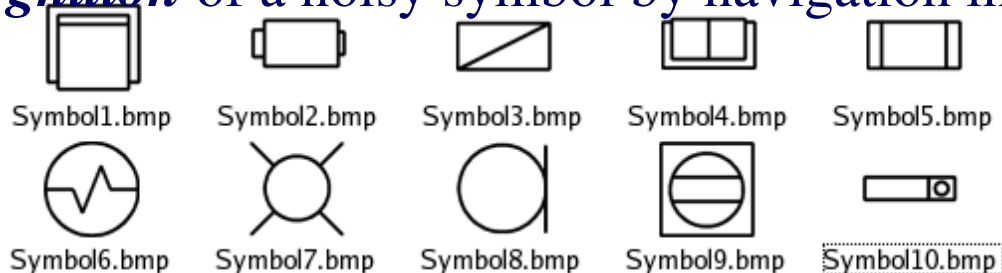 of a noisy symbol by navigation in
Symbol1.bmp Symbol2.bmp Symbol3.bmp Symbol4.bmp Symbol5.bmp
Symbol6.bmp Symbol7.bmp Symbol8.bmp Symbol9.bmp Symbol10.bmp